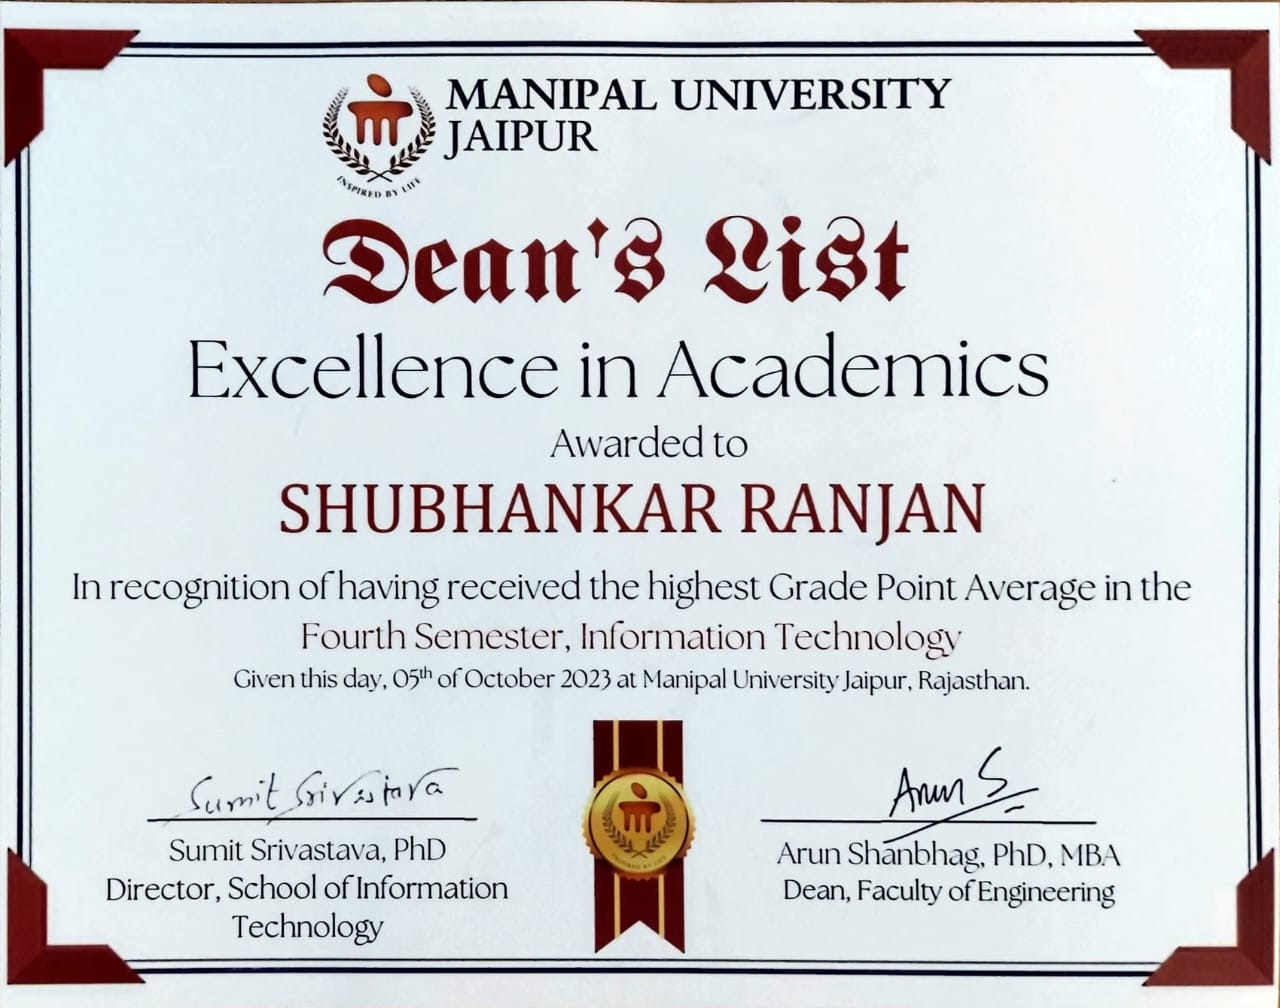 MANIPAL UNIVERSITY
JAIPUR
INSPIRED BY LIFE
Dean's List
Excellence in Academics
Awarded to
SHUBHANKAR RANJAN
In recognition of having received the highest Grade Point Average in the
Fourth Semester, Information Technology
Given this day, 05th of October 2023 at Manipal University Jaipur, Rajasthan.
Sumit Srivastava
Sumit Srivastava, PhD
Director, School of Information
Technology
INSPIRED BY LIFE
Arun S
Arun Shanbhag, PhD, MBA
Dean, Faculty of Engineering